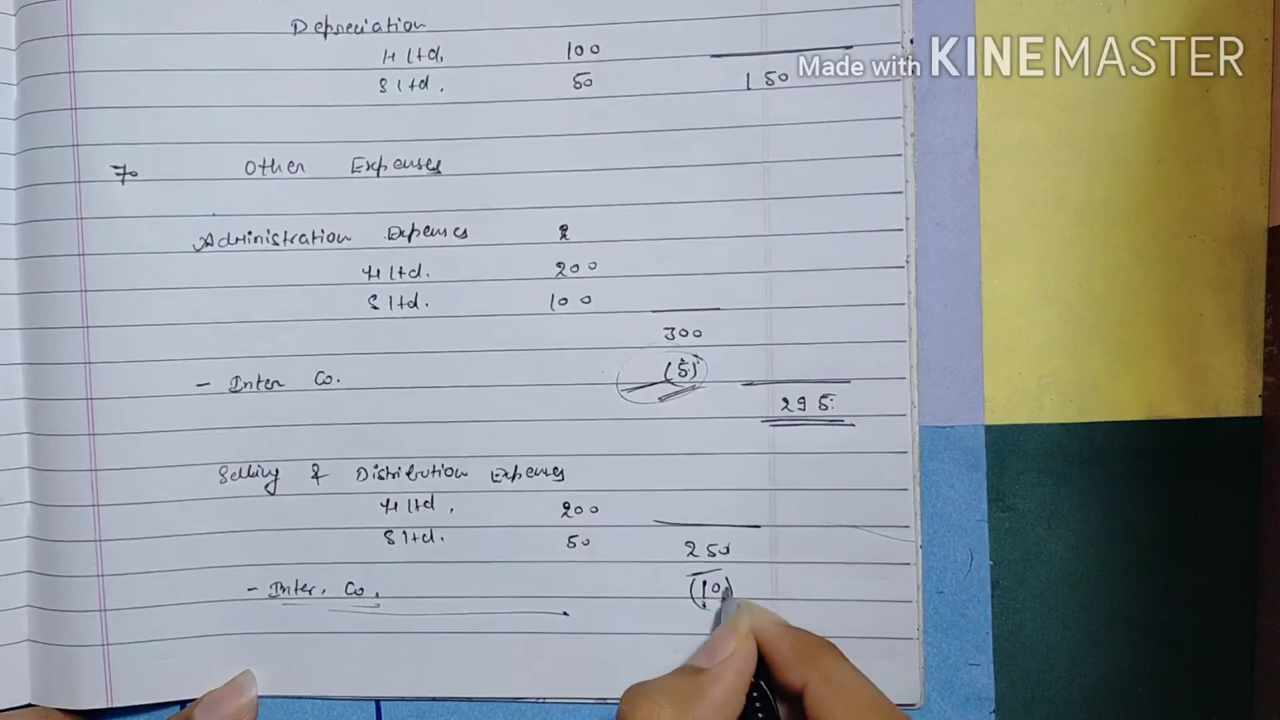 Depreciation
H ltd. 100
S ltd. 50 150
Made with KINEMASTER
7. Other Expenses
Administration Expenses
H ltd. 200
S ltd. 100
300
(5)
- Inter Co.
295
Selling & Distribution Expenses
H ltd. 200
S ltd. 50 250
- Inter. Co. (10)